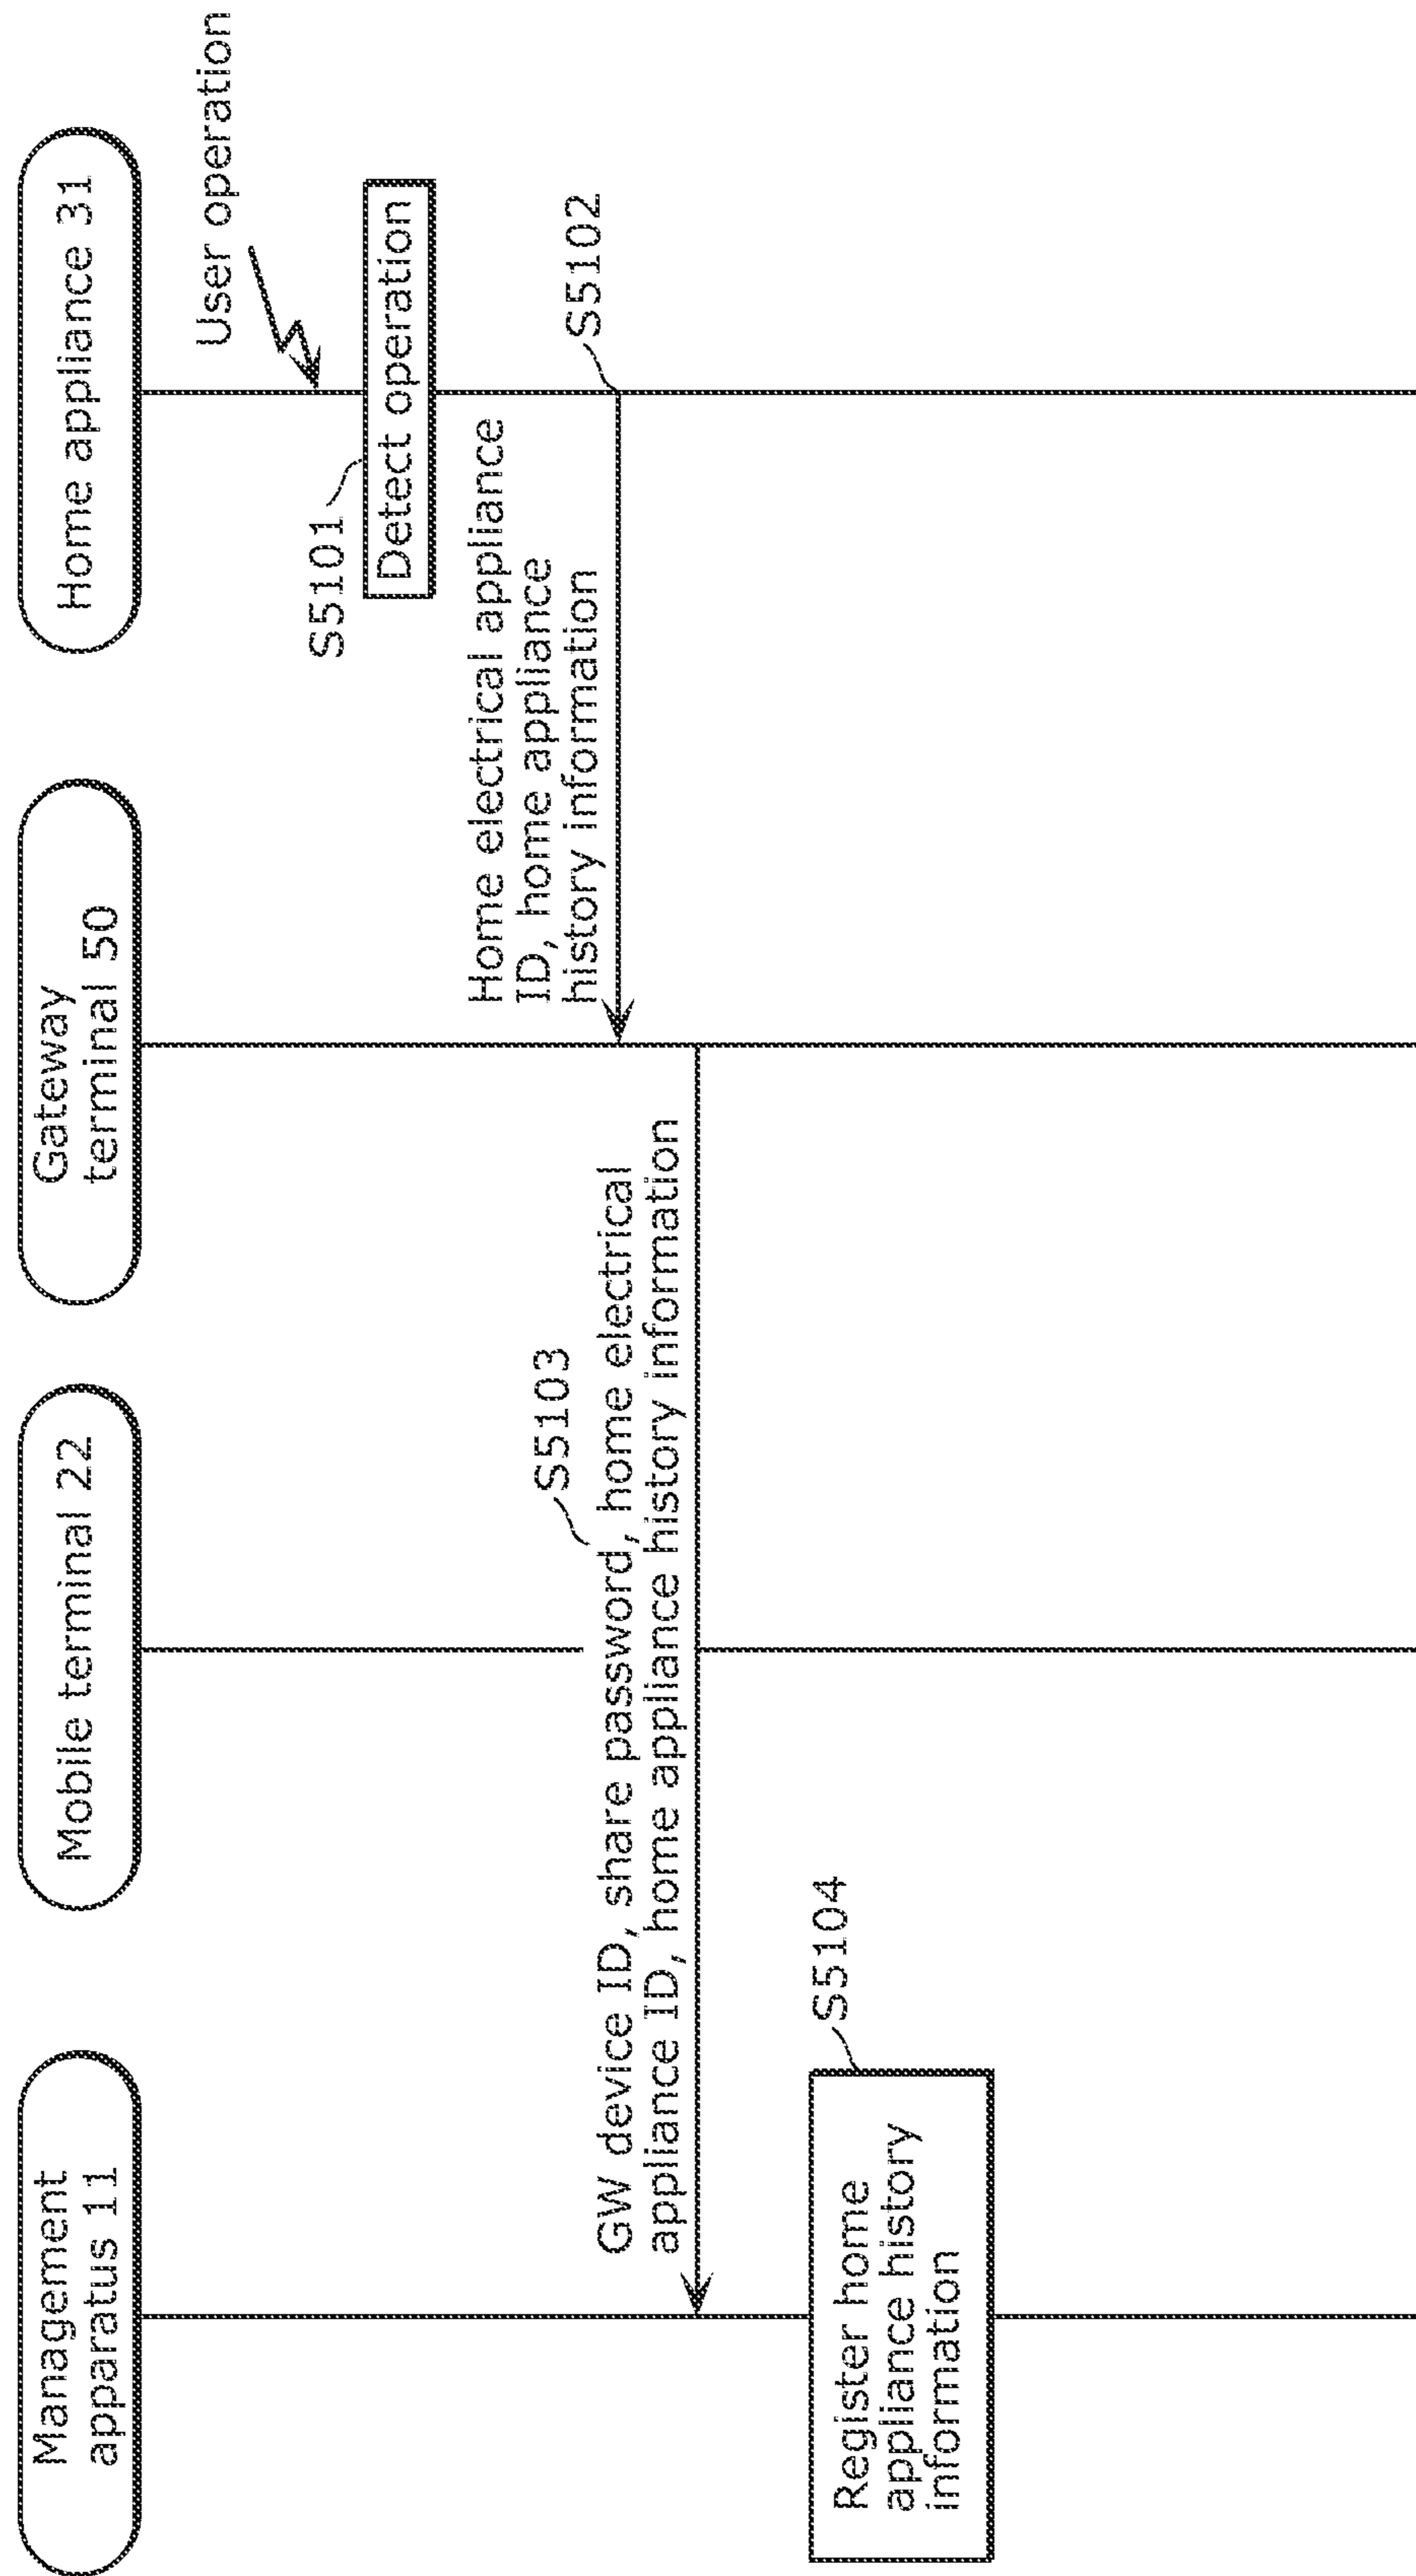 Management
apparatus 11
Mobile terminal 22
Gateway
terminal 50
Home appliance 31
User operation
S5101
Detect operation
Home electrical appliance
ID, home appliance
history information
S5102
S5103
GW device ID, share password, home electrical
appliance ID, home appliance history information
S5104
Register home
appliance history
information